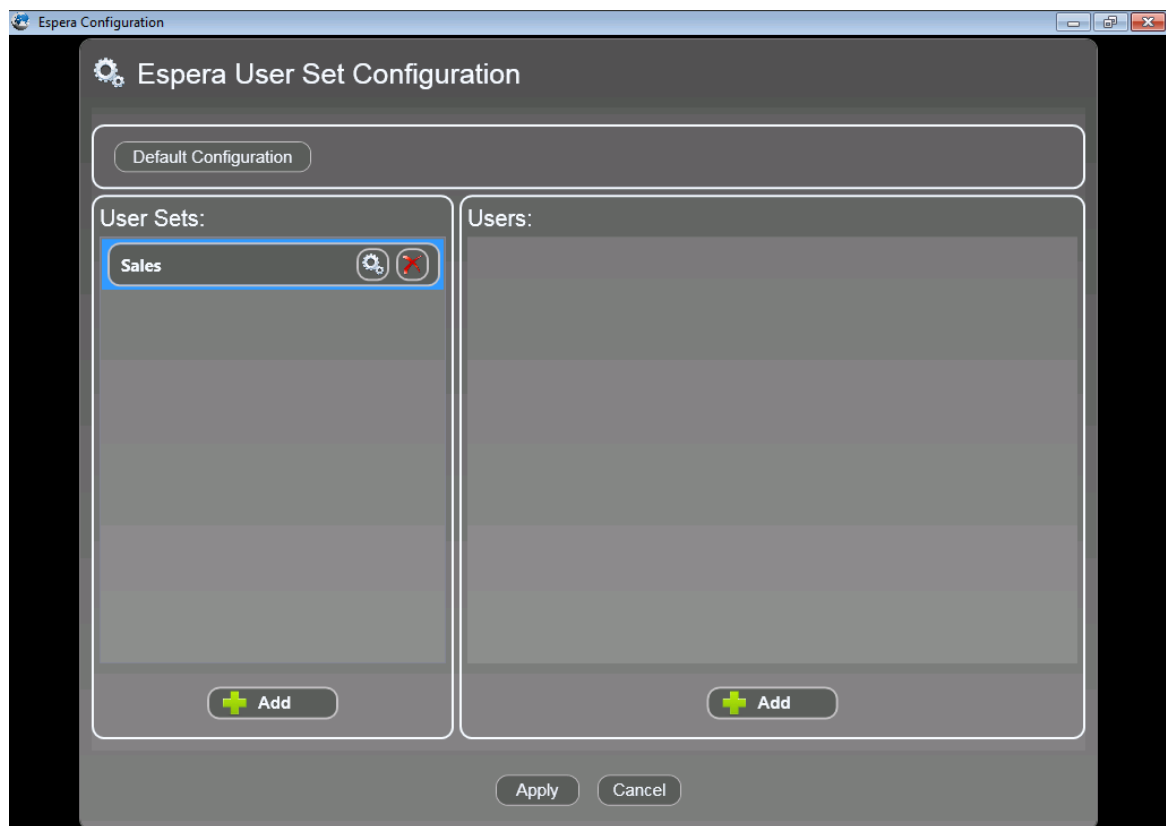 Espera Configuration
Espera User Set Configuration
Default Configuration
User Sets:
Users:
Sales
Add
Add
Apply
Cancel